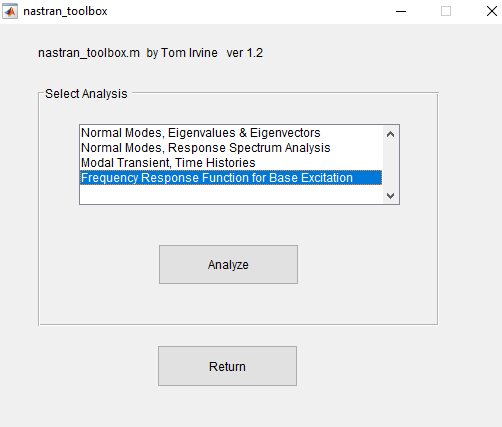 nastran_toolbox
nastran_toolbox.m  by Tom Irvine   ver 1.2
Select Analysis
Normal Modes, Eigenvalues & Eigenvectors
Normal Modes, Response Spectrum Analysis
Modal Transient, Time Histories
Frequency Response Function for Base Excitation
Analyze
Return